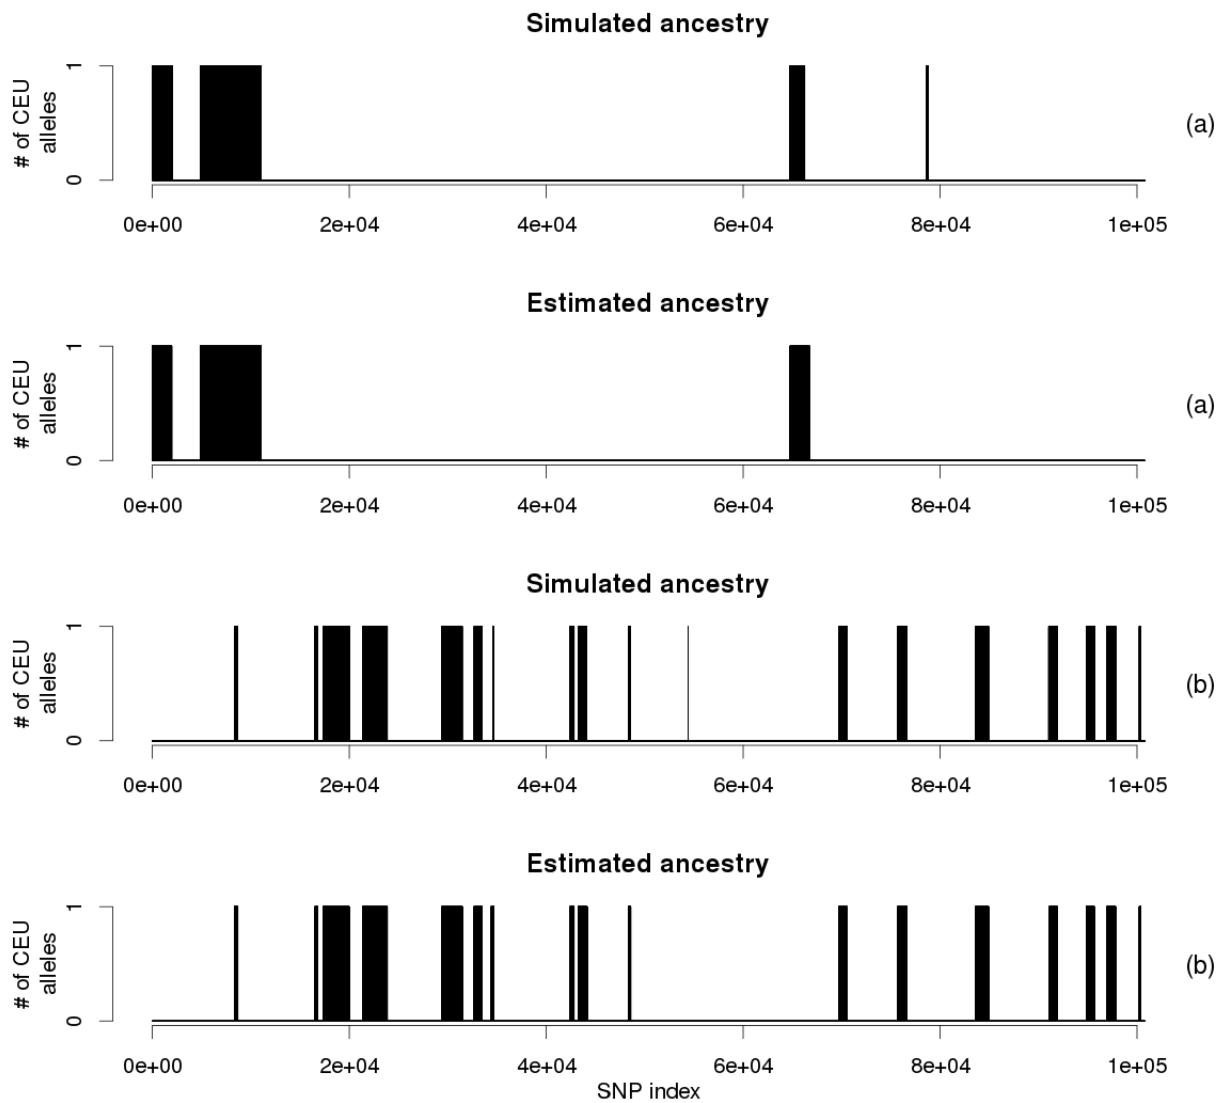 Simulated ancestry
# of CEU
alleles
1
0
(a)
0e+00 2e+04 4e+04 6e+04 8e+04 1e+05
Estimated ancestry
# of CEU
alleles
1
0
(a)
0e+00 2e+04 4e+04 6e+04 8e+04 1e+05
Simulated ancestry
# of CEU
alleles
1
0
(b)
0e+00 2e+04 4e+04 6e+04 8e+04 1e+05
Estimated ancestry
# of CEU
alleles
1
0
(b)
0e+00 2e+04 4e+04 6e+04 8e+04 1e+05
SNP index